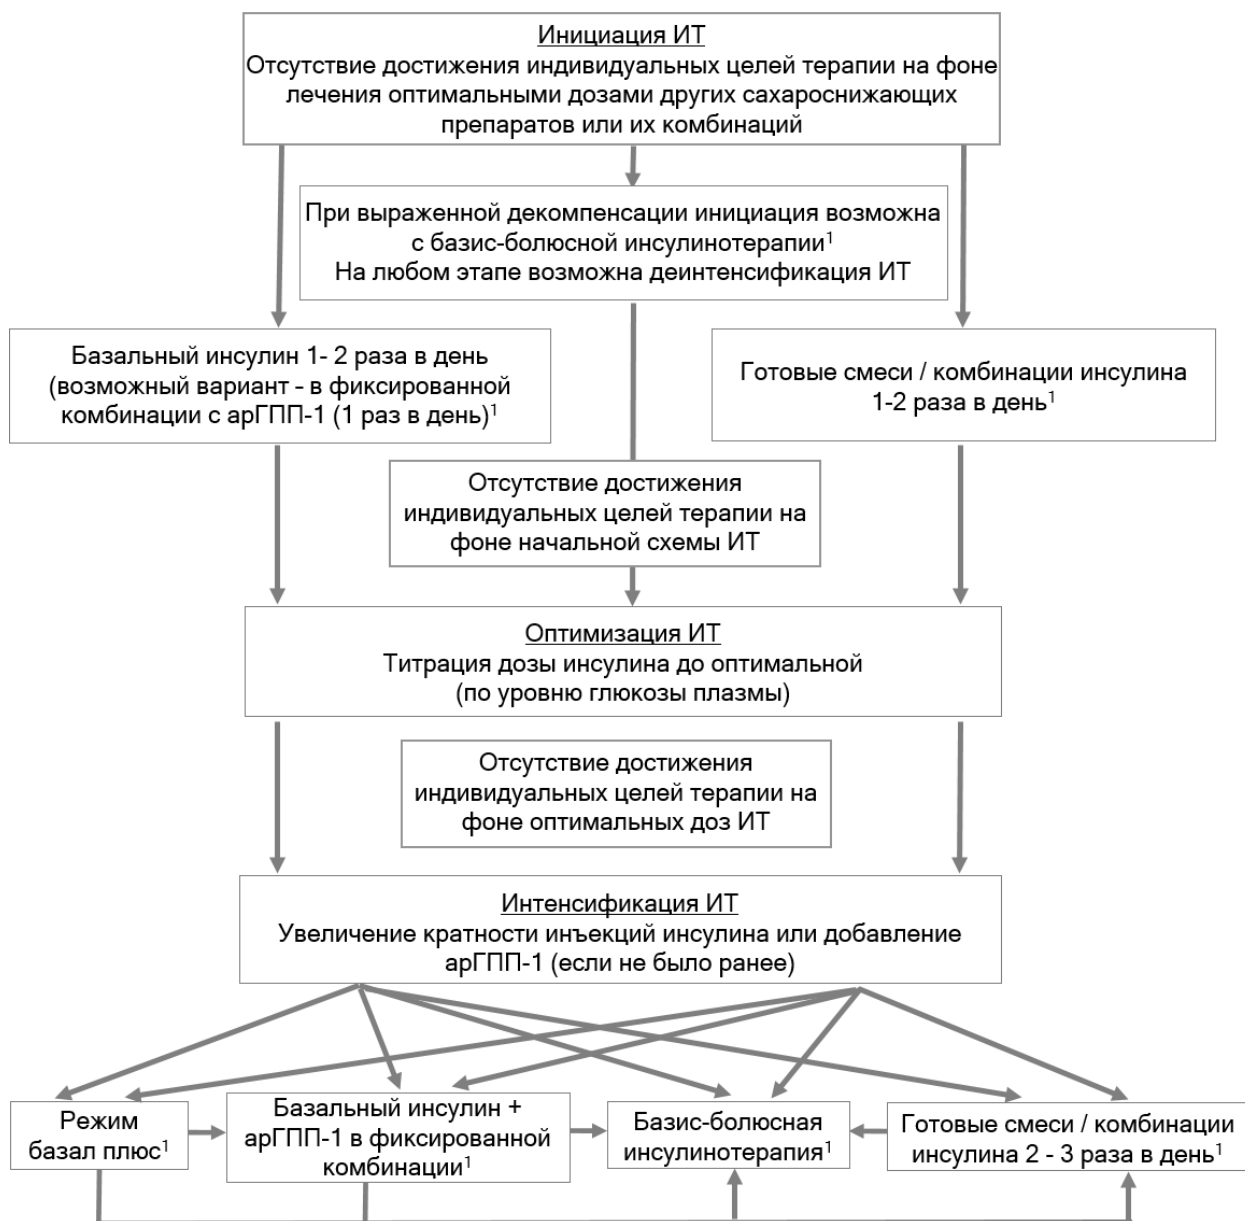 Инициация ИТ
Отсутствие достижения индивидуальных целей терапии на фоне
лечения оптимальными дозами других сахароснижающих
препаратов или их комбинаций
При выраженной декомпенсации инициация возможна
с базис-болюсной инсулинотерапии¹
На любом этапе возможна деинтенсификация ИТ
Базальный инсулин 1- 2 раза в день
(возможный вариант - в фиксированной
комбинации с арГПП-1 (1 раз в день)¹
Готовые смеси / комбинации инсулина
1-2 раза в день¹
Отсутствие достижения
индивидуальных целей терапии на
фоне начальной схемы ИТ
Оптимизация ИТ
Титрация дозы инсулина до оптимальной
(по уровню глюкозы плазмы)
Отсутствие достижения
индивидуальных целей терапии на
фоне оптимальных доз ИТ
Интенсификация ИТ
Увеличение кратности инъекций инсулина или добавление
арГПП-1 (если не было ранее)
Режим
базал плюс¹
Базальный инсулин +
арГПП-1 в фиксированной
комбинации¹
Базис-болюсная
инсулинотерапия¹
Готовые смеси / комбинации
инсулина 2 - 3 раза в день¹